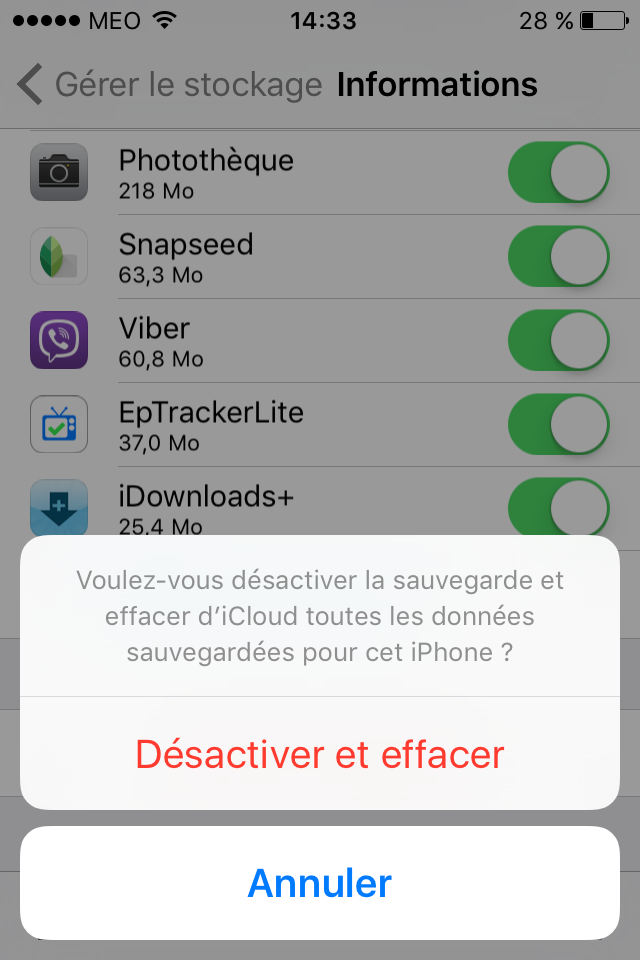 MEO 14:33 28 %
Gérer le stockage Informations
Photothèque
218 Mo
Snapseed
63,3 Mo
Viber
60,8 Mo
EpTrackerLite
37,0 Mo
iDownloads+
25,4 Mo
Voulez-vous désactiver la sauvegarde et
effacer d’iCloud toutes les données
sauvegardées pour cet iPhone ?
Désactiver et effacer
Annuler